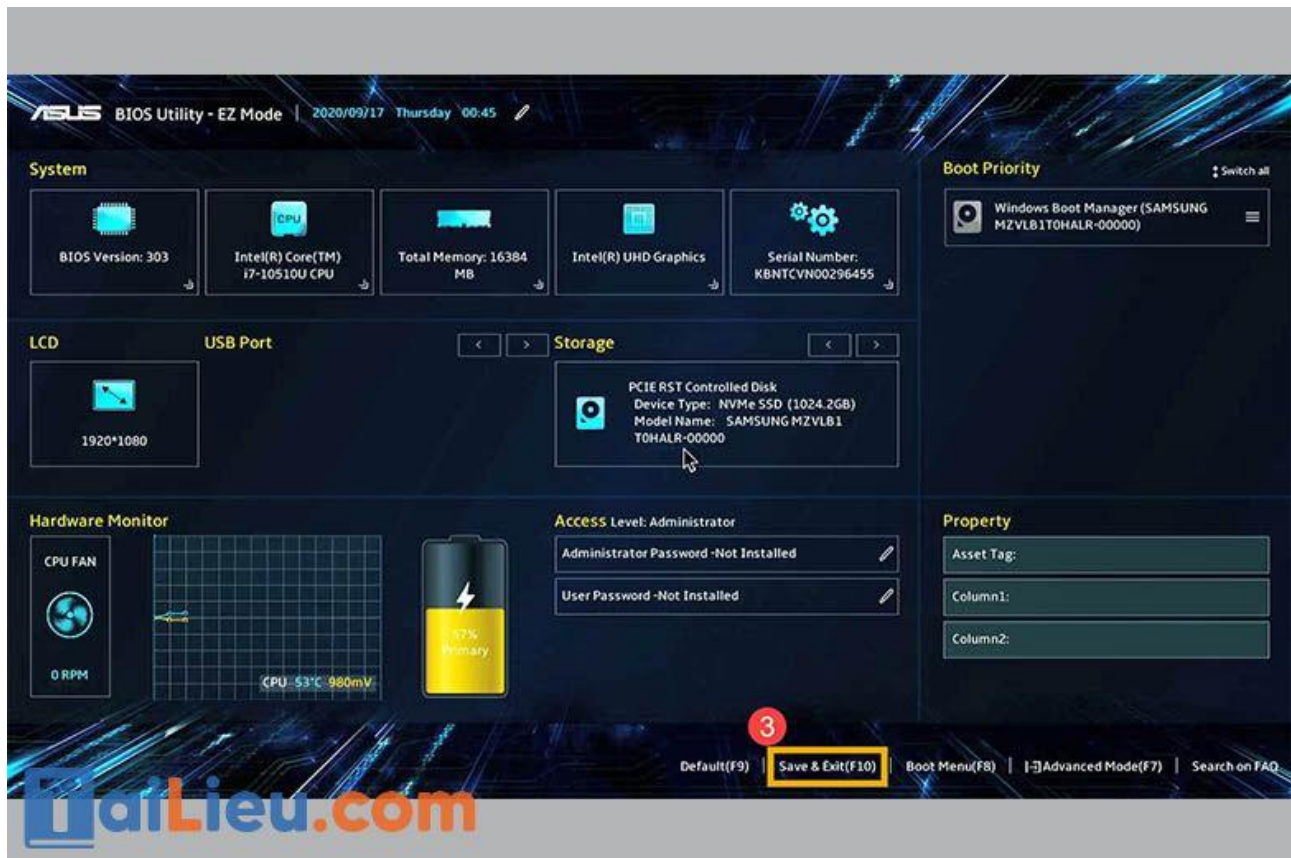 ASUS BIOS Utility - EZ Mode | 2020/09/17 Thursday 00:45
System
BIOS Version: 303
Intel(R) Core(TM)
i7-10510U CPU
Total Memory: 16384
MB
Intel(R) UHD Graphics
Serial Number:
KBNTCVN00296455
Boot Priority
Switch all
Windows Boot Manager (SAMSUNG
MZVLB1T0HALR-00000)
LCD
1920*1080
USB Port
< >
Storage
< >
PCIE RST Controlled Disk
Device Type: NVMe SSD (1024.2GB)
Model Name: SAMSUNG MZVLB1
T0HALR-00000
Hardware Monitor
CPU FAN
0 RPM
CPU 53°C 980mV
57%
Primary
Access Level: Administrator
Administrator Password -Not Installed
User Password -Not Installed
Property
Asset Tag:
Column1:
Column2:
3
Default(F9) | Save & Exit(F10) | Boot Menu(F8) | Advanced Mode(F7) | Search on FAQ
TaiLieu.com